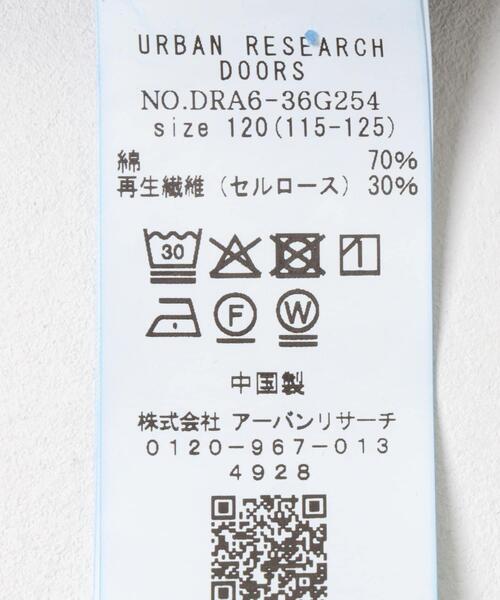 URBAN RESEARCH
DOORS
NO.DRA6-36G254
size 120(115-125)
綿 70%
再生繊維（セルロース）30%
30
F W
中国製
株式会社 アーバンリサーチ
0120-967-013
4928